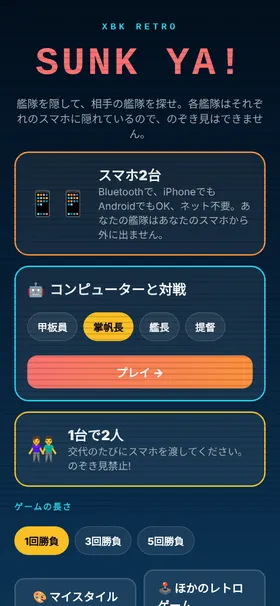 XBK RETRO
SUNK YA!
艦隊を隠して、相手の艦隊を探せ。各艦隊はそれぞ
れのスマホに隠れているので、のぞき見はできませ
ん。
スマホ2台
Bluetoothで、iPhoneでも
AndroidでもOK、ネット不要。あ
なたの艦隊はあなたのスマホから
外に出ません。
コンピューターと対戦
甲板員 掌帆長 艦長 提督
プレイ →
1台で2人
交代のたびにスマホを渡してください。
のぞき見禁止!
ゲームの長さ
1回勝負 3回勝負 5回勝負
マイスタイル
ほかのレトロ
ゲーム